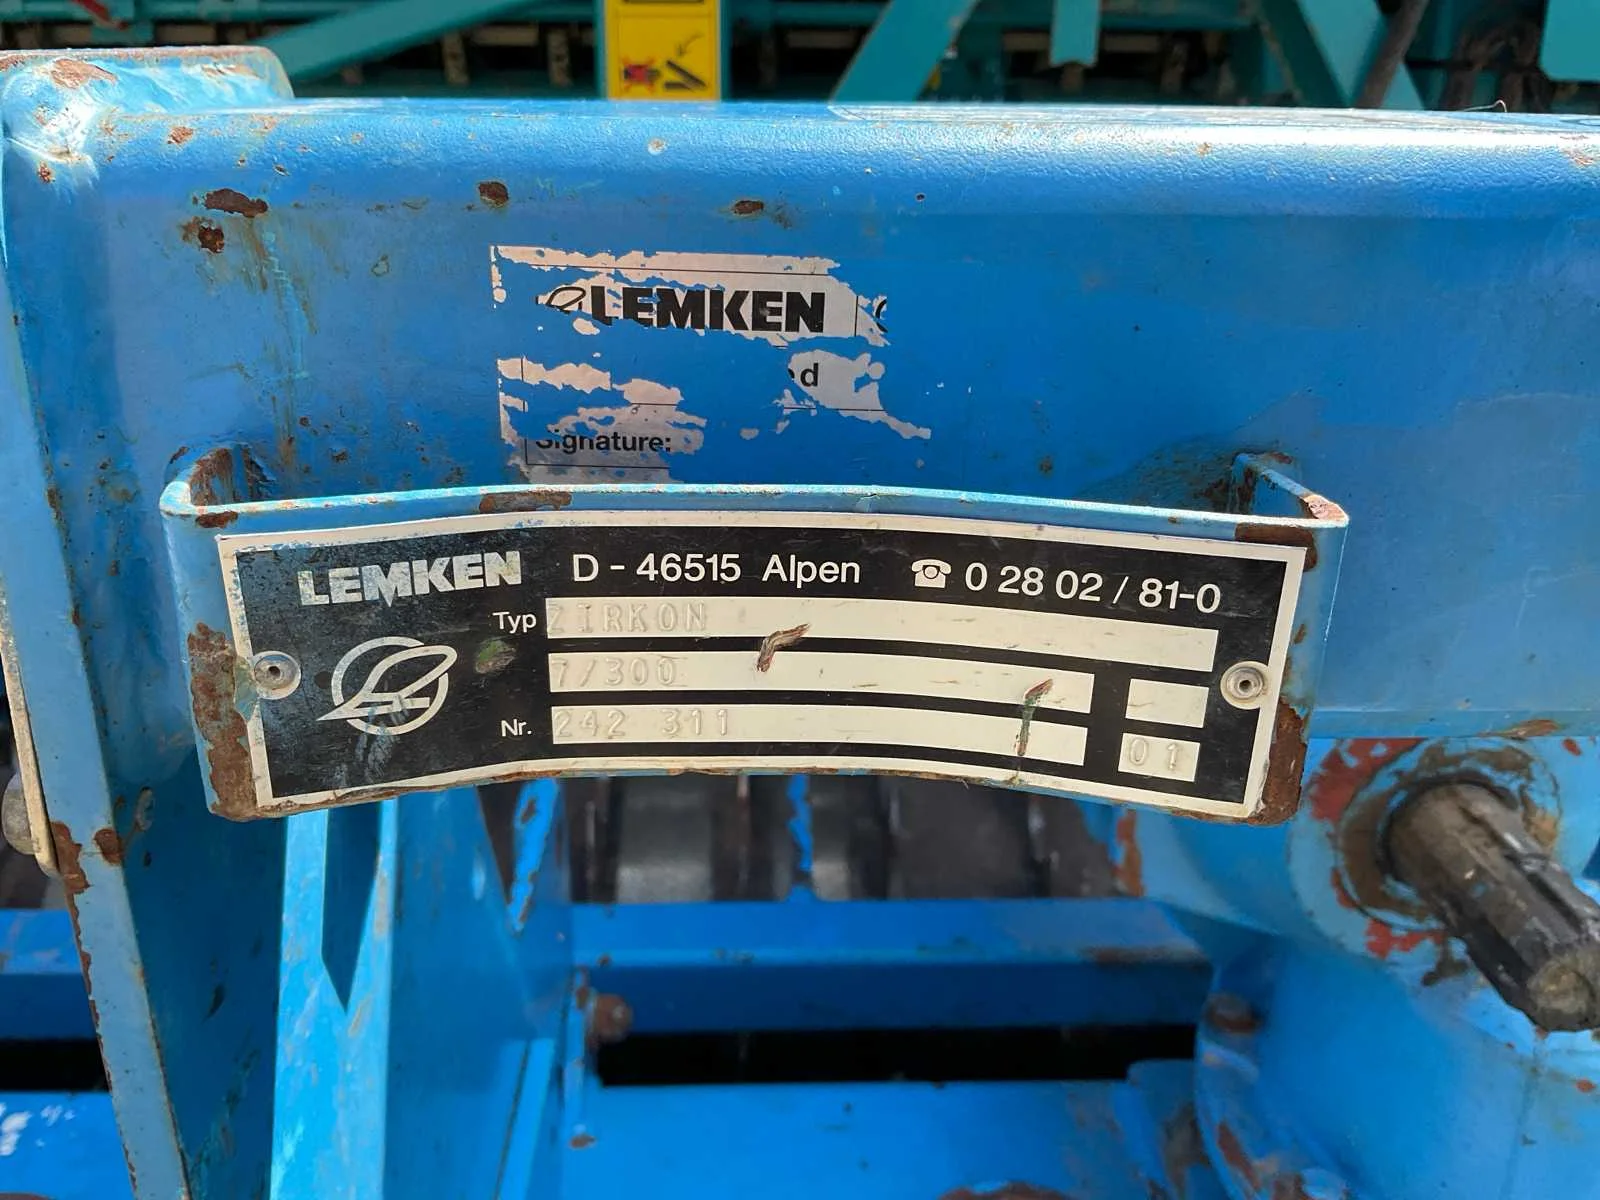 LEMKEN
d
Signature:
LEMKEN D - 46515 Alpen ☎ 0 28 02 / 81-0
Typ ZIRKON
7/300
Nr. 242 311 01